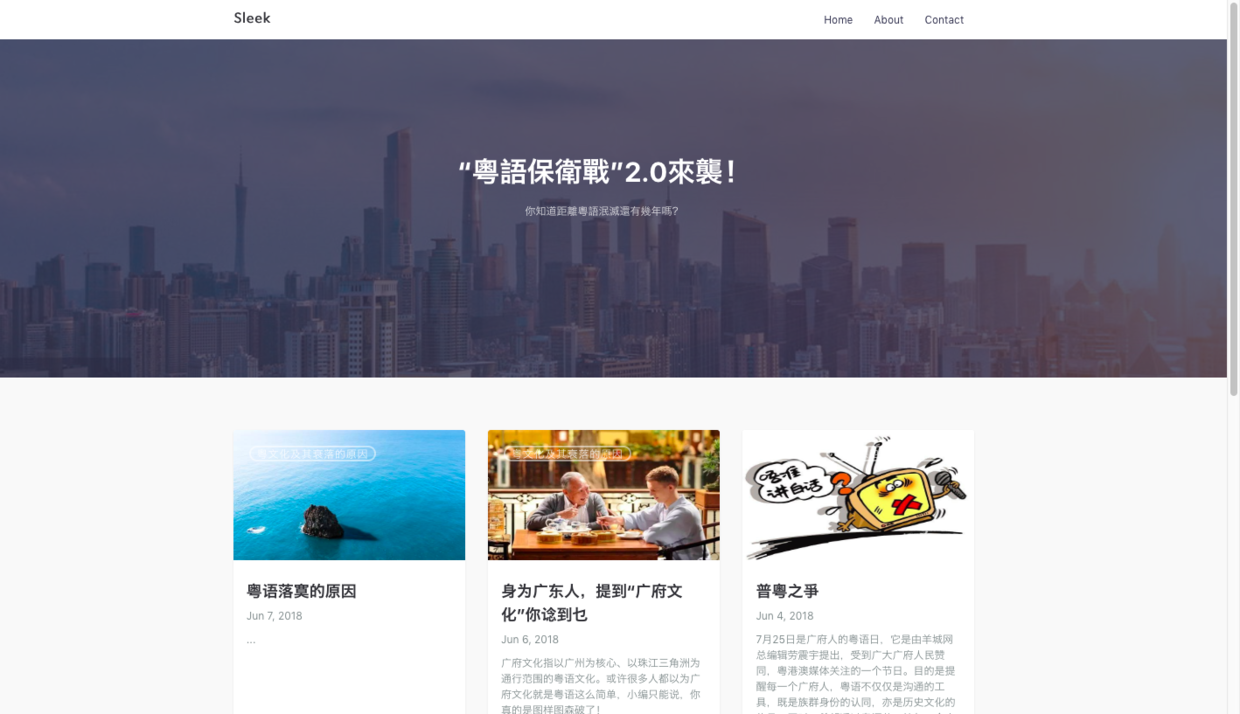 Sleek
Home About Contact
“粵語保衛戰”2.0來襲！
你知道距離粵語泯滅還有幾年嗎？
粤文化及其衰落的原因
粤文化及其衰落的原因
唔准
讲白话
?
粤语落寞的原因
Jun 7, 2018
...
身为广东人，提到“广府文
化”你谂到乜
Jun 6, 2018
广府文化指以广州为核心、以珠江三角洲为
通行范围的粤语文化。或许很多人都以为广
府文化就是粤语这么简单，小编只能说，你
真的是图样图森破了！
普粤之爭
Jun 4, 2018
7月25日是广府人的粤语日，它是由羊城网
总编辑劳震宇提出，受到广大广府人民赞
同，粤港澳媒体关注的一个节日。目的是提
醒每一个广府人，粤语不仅仅是沟通的工
具，既是族群身份的认同，亦是历史文化的